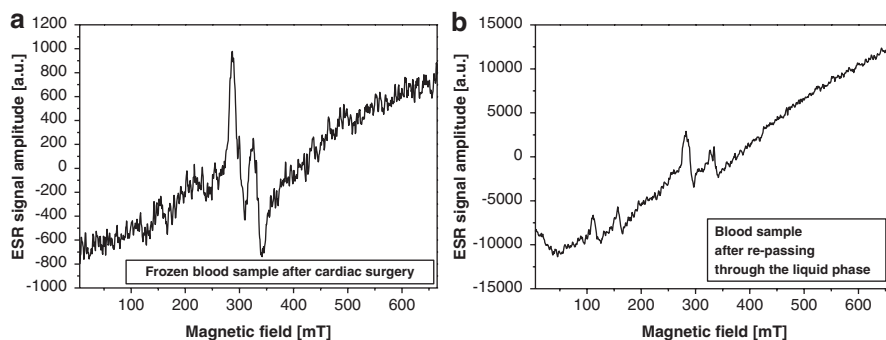 a
1200
1000
800
600
400
200
0
-200
-400
-600
-800
-1000
ESR signal amplitude [a.u.]
Frozen blood sample after cardiac surgery
100 200 300 400 500 600
Magnetic field [mT]
b
15000
10000
5000
0
-5000
-10000
-15000
ESR signal amplitude [a.u.]
Blood sample
after re-passing
through the liquid phase
100 200 300 400 500 600
Magnetic field [mT]